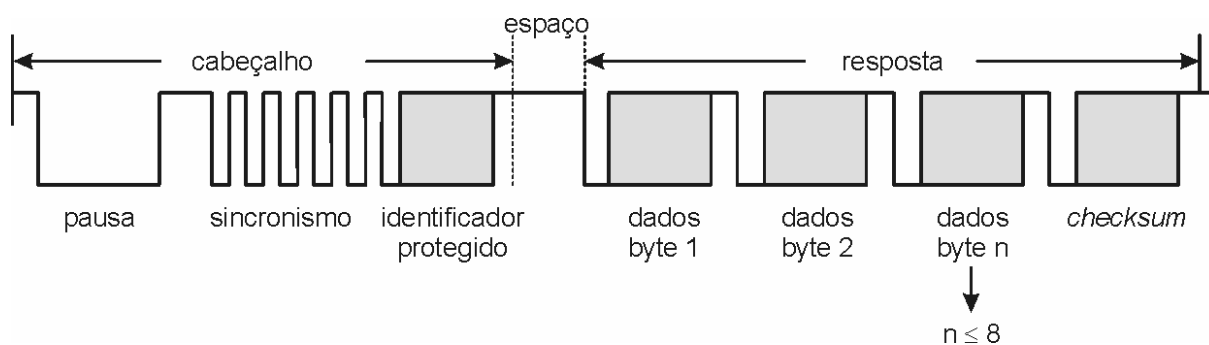 espaço
cabeçalho
resposta
pausa
sincronismo
identificador
protegido
dados
byte 1
dados
byte 2
dados
byte n
checksum
n ≤ 8